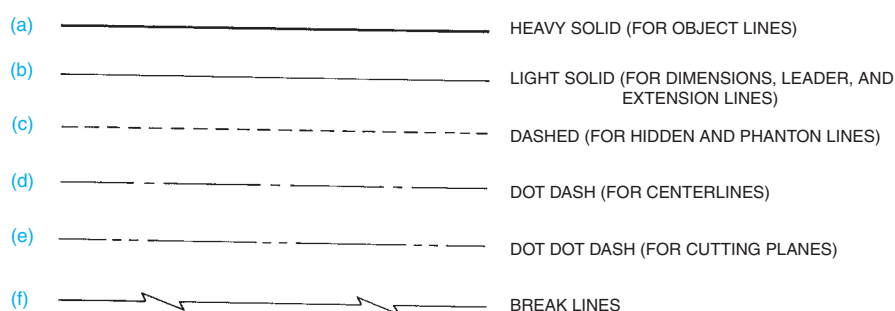 (a) HEAVY SOLID (FOR OBJECT LINES)
(b) LIGHT SOLID (FOR DIMENSIONS, LEADER, AND
EXTENSION LINES)
(c) DASHED (FOR HIDDEN AND PHANTON LINES)
(d) DOT DASH (FOR CENTERLINES)
(e) DOT DOT DASH (FOR CUTTING PLANES)
(f) BREAK LINES